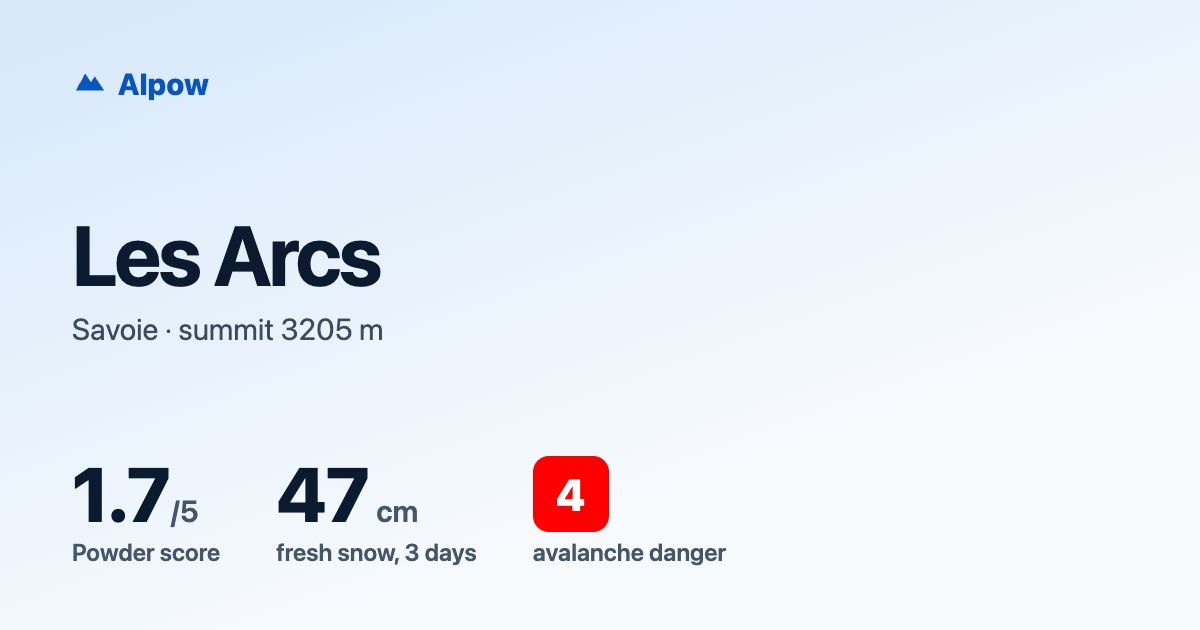 Alpow
Les Arcs
Savoie · summit 3205 m
1.7/5
Powder score
47 cm
fresh snow, 3 days
4
avalanche danger